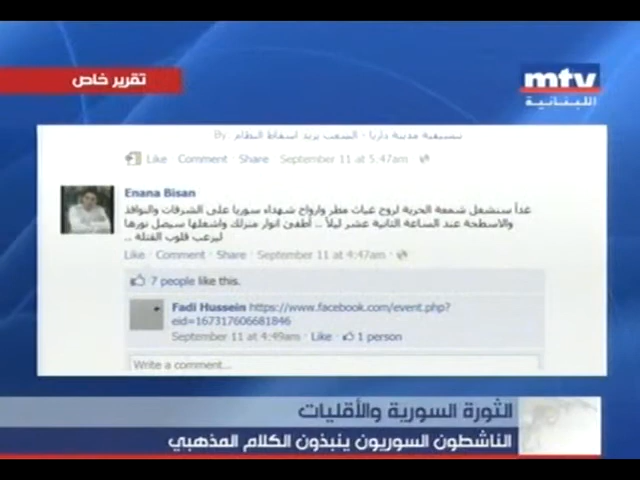 تقرير خاص
mtv
اللبنانية
By تنسيقية مدينة داريا - الشعب يريد اسقاط النظام
Like · Comment · Share · September 11 at 5:47am
Enana Bisan
غداً سنشعل شمعة الحرية لروح غياث مطر وارواح شهداء سوريا على الشرفات والنوافذ
والاسطحة عند الساعة الثانية عشر ليلاً .. أطفئ انوار منزلك واشعلها سيصل نورها
ليرعب قلوب القتلة ..
Like · Comment · Share · September 11 at 4:47am
7 people like this.
Fadi Hussein https://www.facebook.com/event.php?
eid=167317606681846
September 11 at 4:49am · Like · 1 person
Write a comment...
الثورة السورية والأقليات
الناشطون السوريون ينبذون الكلام المذهبي